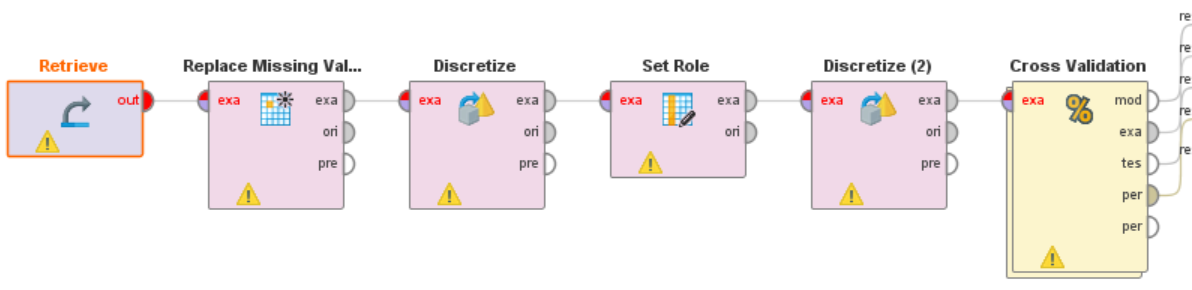 re
re
re
re
re
Retrieve
out
Replace Missing Val...
exa
exa
ori
pre
Discretize
exa
exa
ori
pre
Set Role
exa
exa
ori
Discretize (2)
exa
exa
ori
pre
Cross Validation
exa
%
mod
exa
tes
per
per